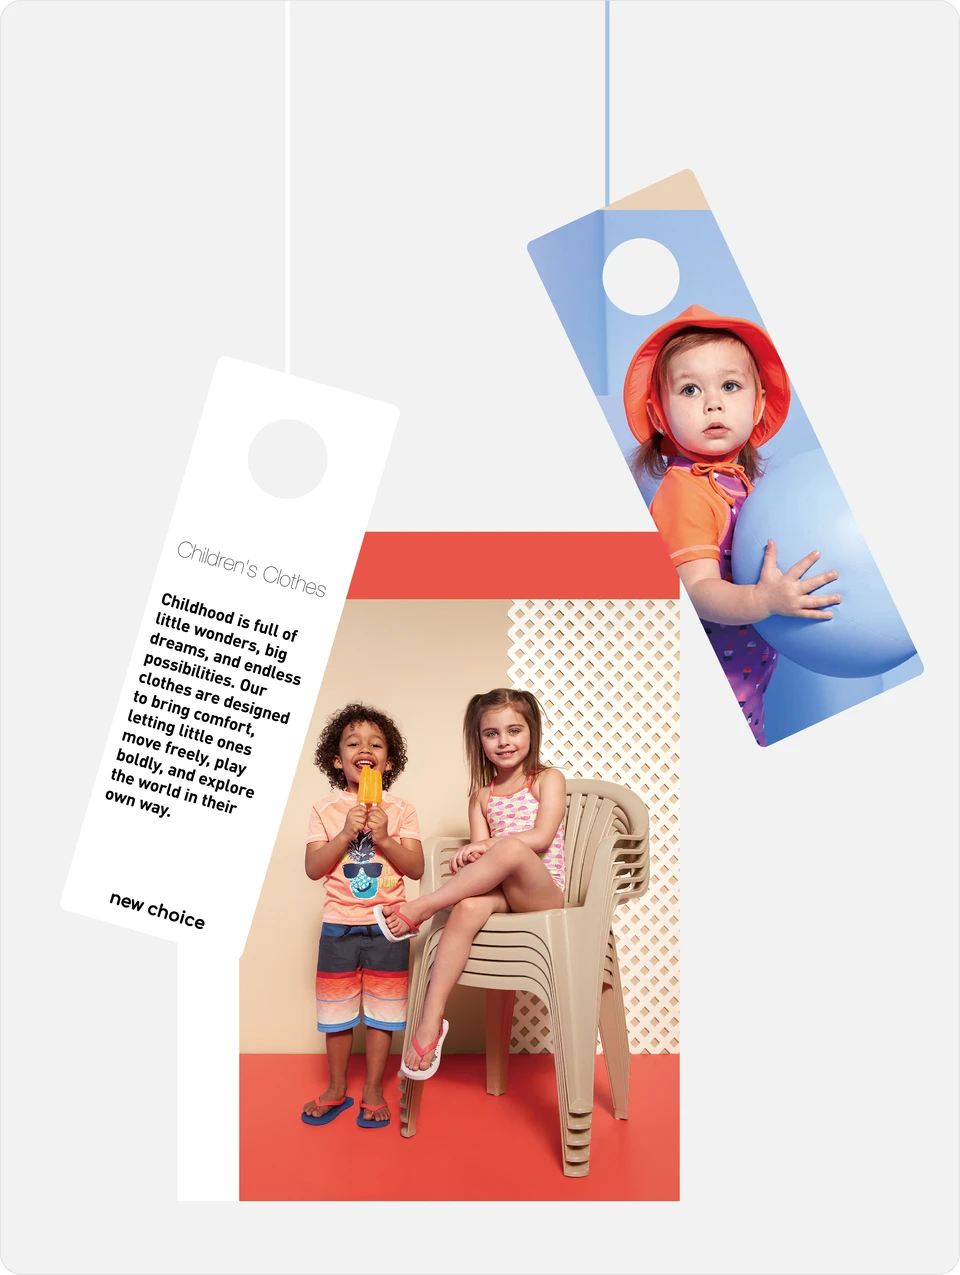 Children's Clothes
Childhood is full of
little wonders, big
dreams, and endless
possibilities. Our
clothes are designed
to bring comfort,
letting little ones
move freely, play
boldly, and explore
the world in their
own way.
new choice